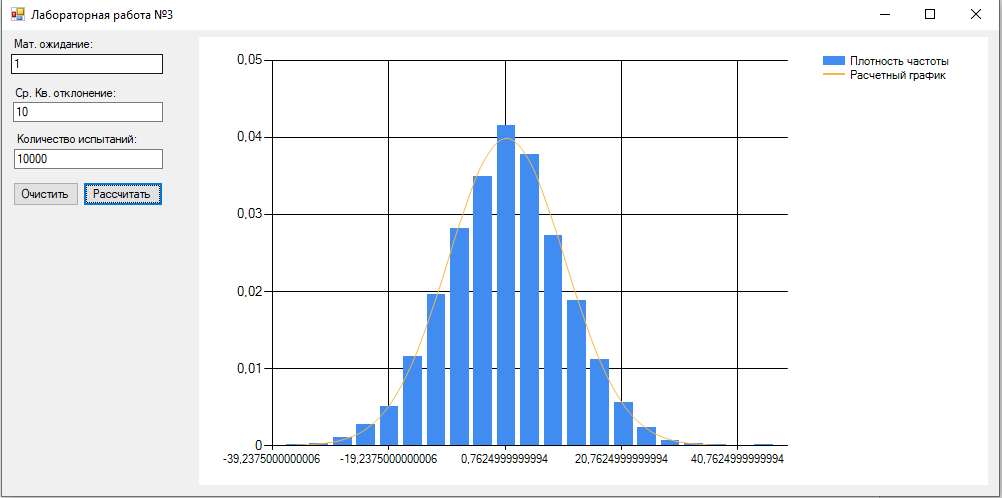 Лабораторная работа №3
Мат. ожидание:
1
Ср. Кв. отклонение:
10
Количество испытаний:
10000
Очистить Рассчитать
0,05
0,04
0,03
0,02
0,01
0
-39,2375000000006 -19,2375000000006 0,7624999999994 20,7624999999994 40,7624999999994
Плотность частоты
Расчетный график